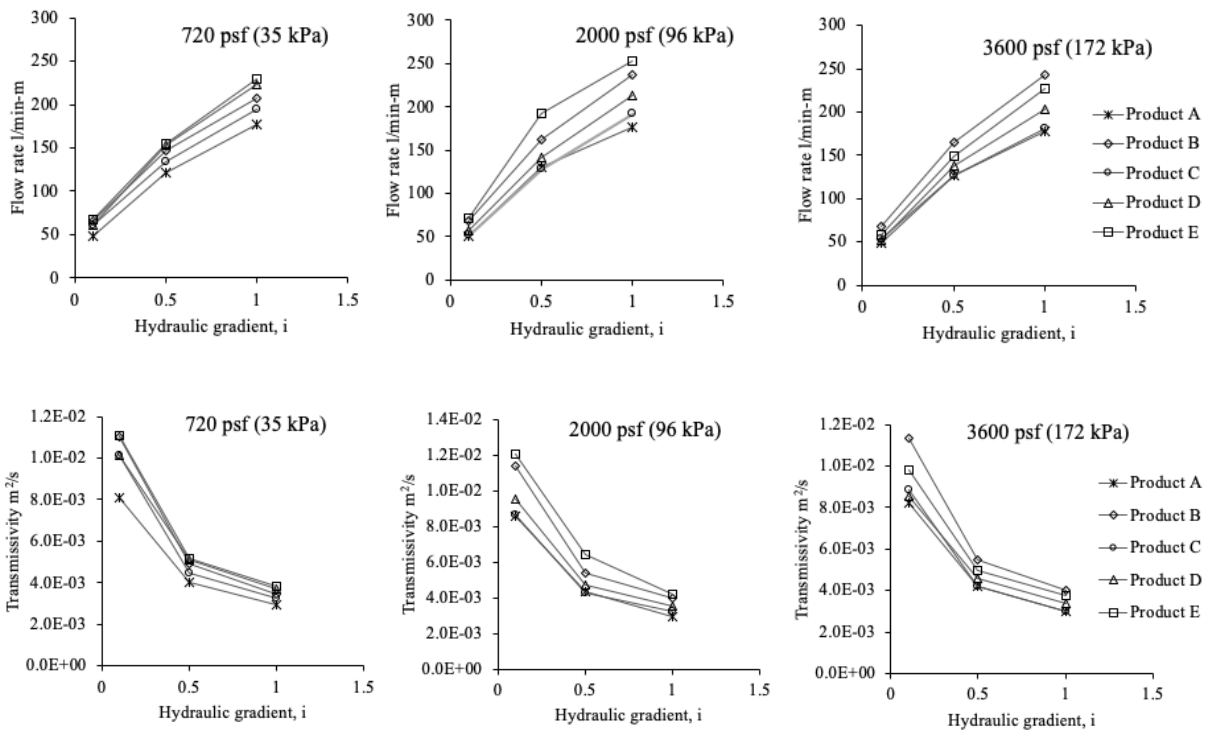 720 psf (35 kPa)
Flow rate l/min-m
300
250
200
150
100
50
0
0
0.5
1
1.5
Hydraulic gradient, i
2000 psf (96 kPa)
Flow rate l/min-m
300
250
200
150
100
50
0
0
0.5
1
1.5
Hydraulic gradient, i
3600 psf (172 kPa)
Flow rate l/min-m
300
250
200
150
100
50
0
0
0.5
1
1.5
Hydraulic gradient, i
Product A
Product B
Product C
Product D
Product E
720 psf (35 kPa)
Transmissivity m²/s
1.2E-02
1.0E-02
8.0E-03
6.0E-03
4.0E-03
2.0E-03
0.0E+00
0
0.5
1
1.5
Hydraulic gradient, i
2000 psf (96 kPa)
Transmissivity m²/s
1.4E-02
1.2E-02
1.0E-02
8.0E-03
6.0E-03
4.0E-03
2.0E-03
0.0E+00
0
0.5
1
1.5
Hydraulic gradient, i
3600 psf (172 kPa)
Transmissivity m²/s
1.2E-02
1.0E-02
8.0E-03
6.0E-03
4.0E-03
2.0E-03
0.0E+00
0
0.5
1
1.5
Hydraulic gradient, i
Product A
Product B
Product C
Product D
Product E